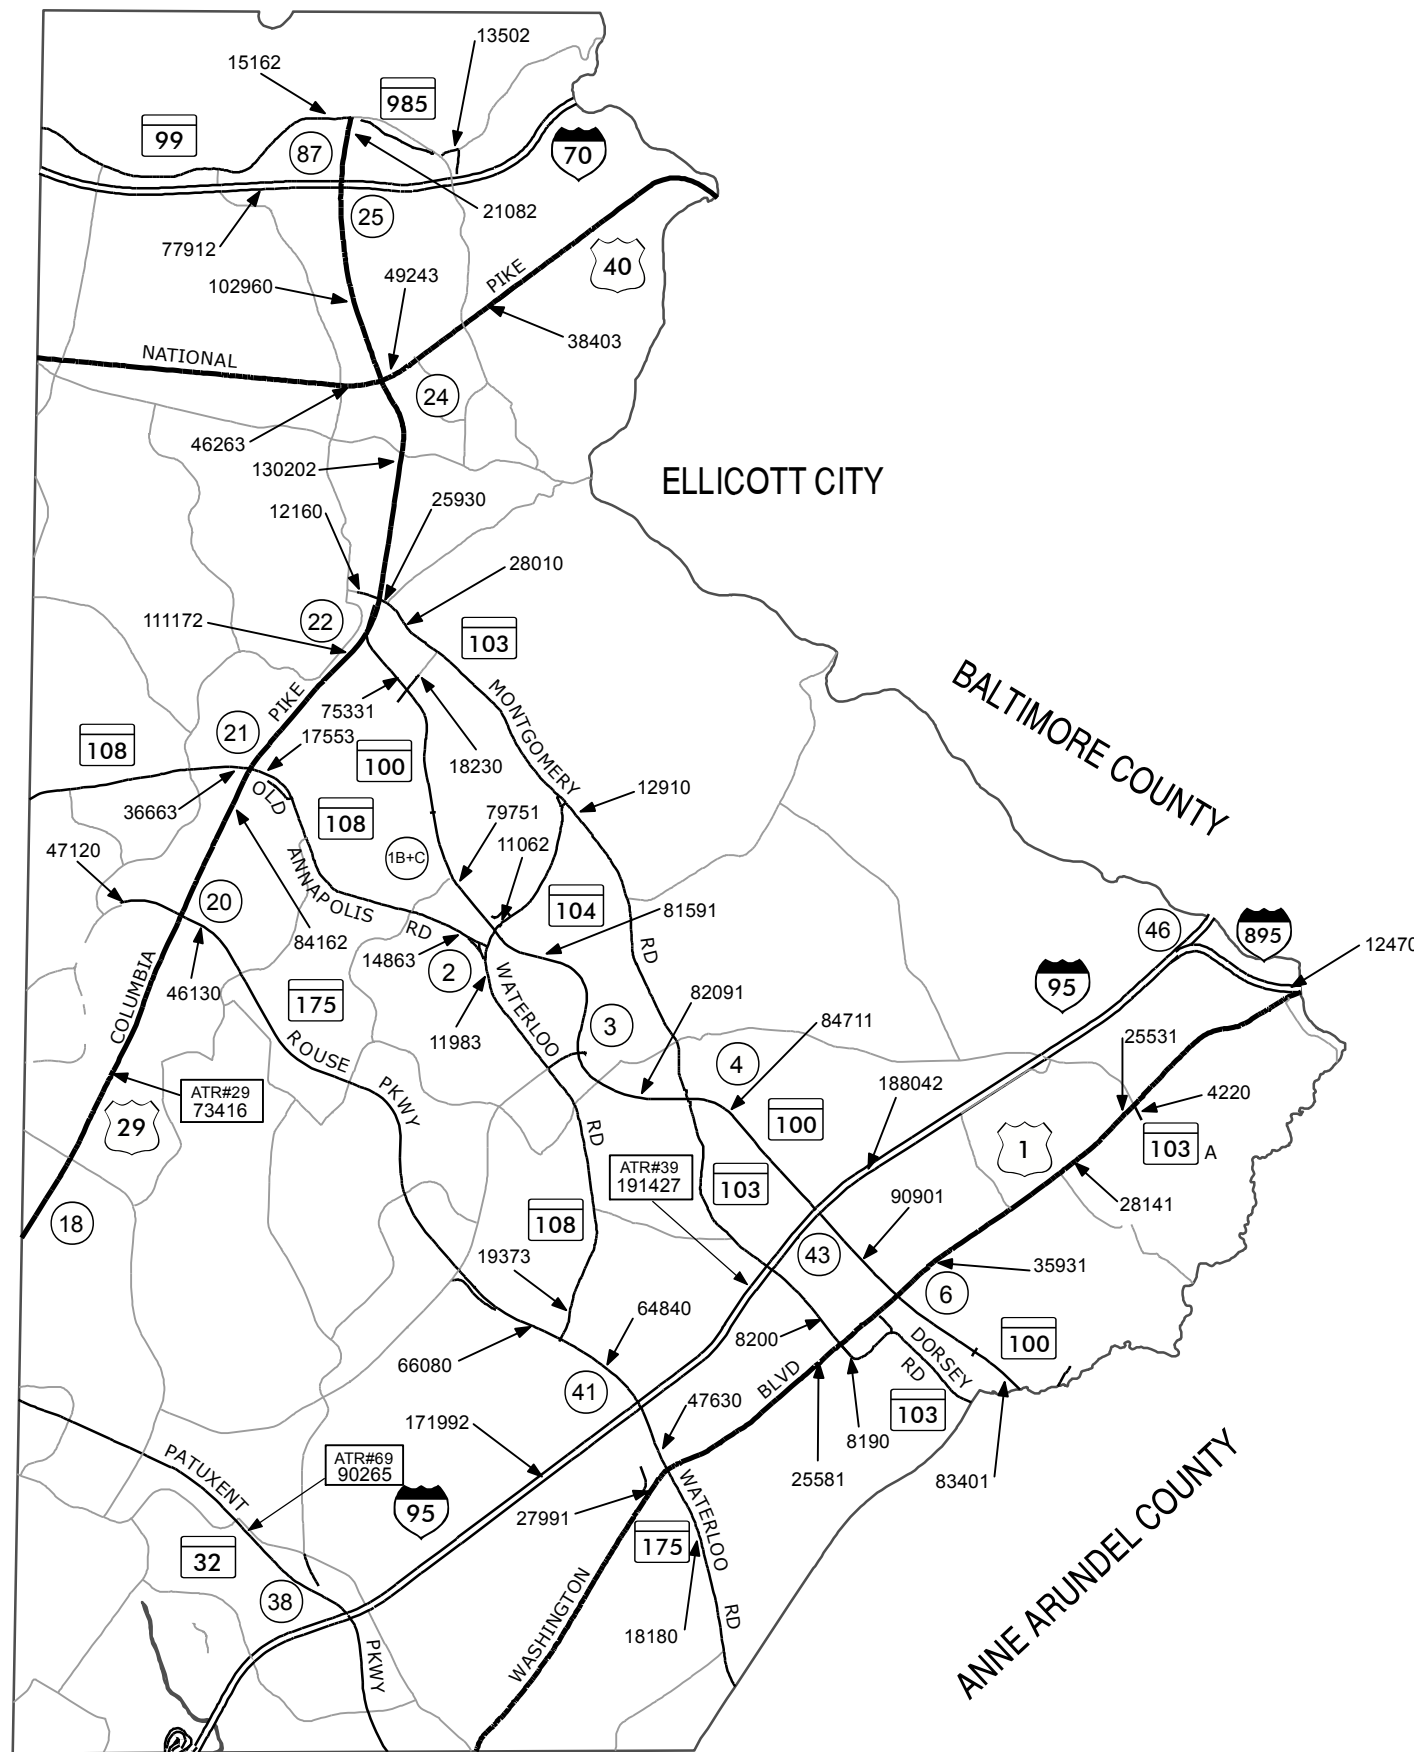 13502
15162
985
99
87
70
21082
25
77912
40
PIKE
49243
102960
38403
NATIONAL
24
46263
130202
ELLICOTT CITY
25930
12160
28010
22
111172
103
BALTIMORE COUNTY
MONTGOMERY
PIKE
75331
21
17553
108
100
18230
OLD
36663
12910
108
79751
11062
47120
1B+C
ANNAPOLIS
20
104
81591
RD
46
895
84162
14863
RD
12470
2
COLUMBIA
95
46130
WATERLOO
82091
175
3
84711
11983
25531
ROUSE
4
188042
4220
PKWY
ATR#29
73416
29
100
1
103 A
RD
ATR#39
191427
103
90901
28141
18
108
43
19373
35931
6
64840
8200
100
66080
DORSEY
RD
BLVD
41
103
171992
47630
8190
PATUXENT
ATR#69
90265
25581
83401
95
27991
WATERLOO
175
32
ANNE ARUNDEL COUNTY
38
WASHINGTON
RD
18180
PKWY